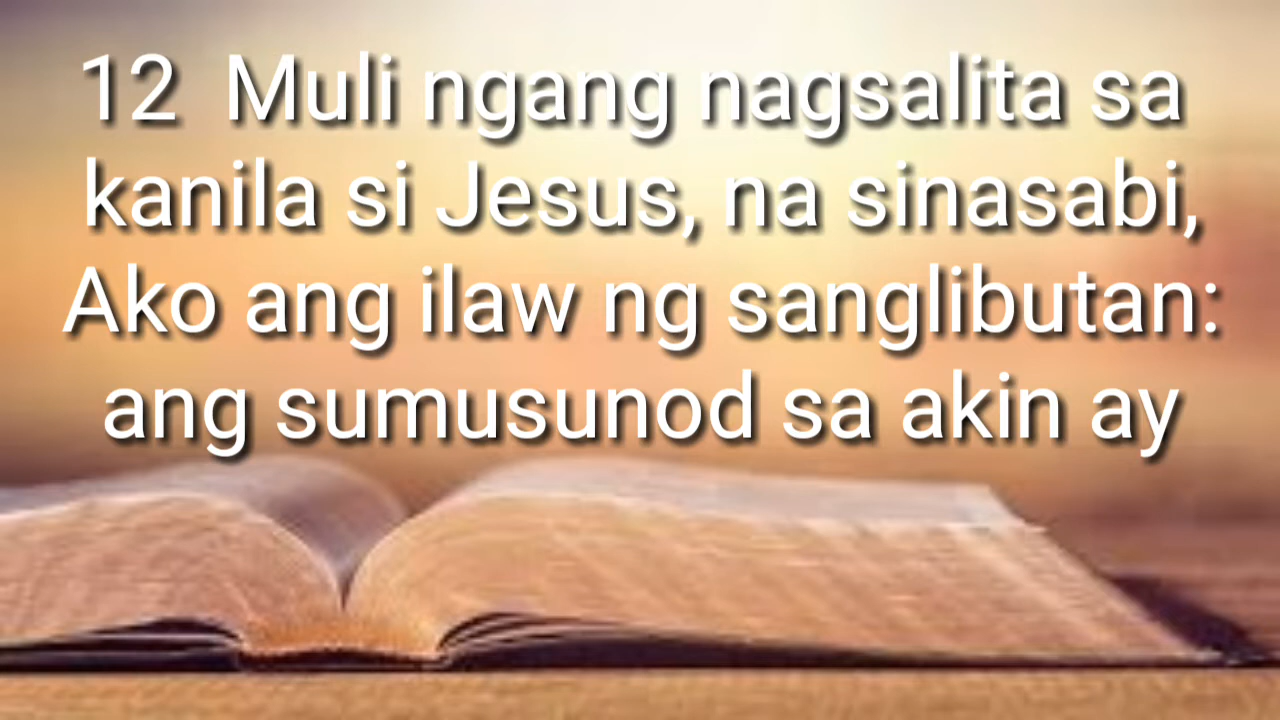 12  Muli ngang nagsalita sa
kanila si Jesus, na sinasabi,
Ako ang ilaw ng sanglibutan:
ang sumusunod sa akin ay